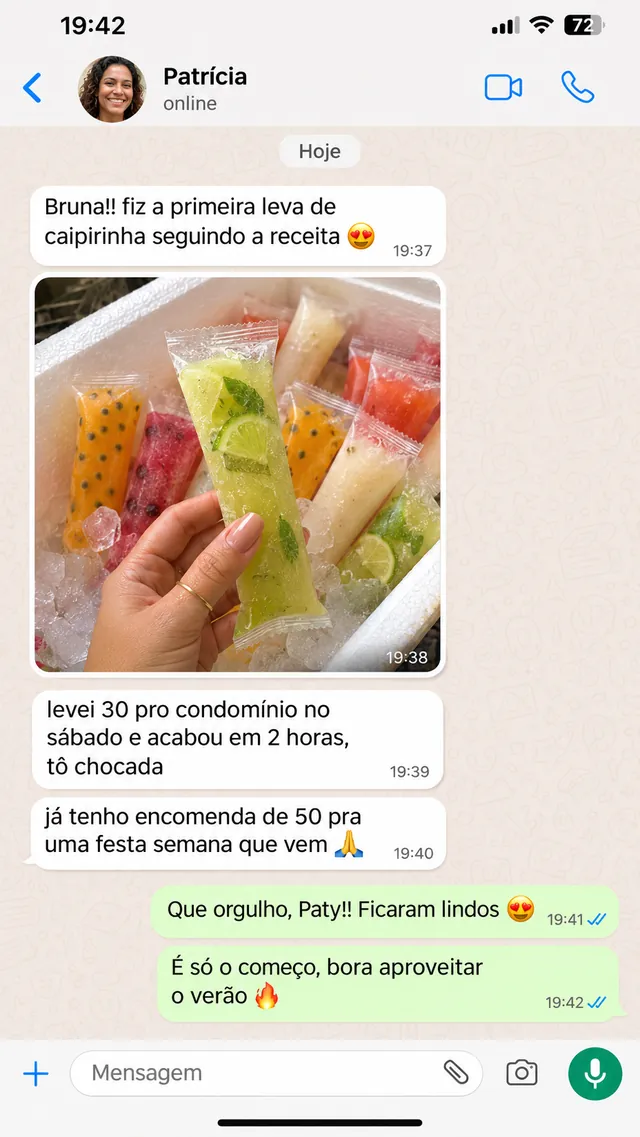 19:42
72
Patrícia
online
Hoje
Bruna!! fiz a primeira leva de
caipirinha seguindo a receita 😍
19:37
19:38
levei 30 pro condomínio no
sábado e acabou em 2 horas,
tô chocada
19:39
já tenho encomenda de 50 pra
uma festa semana que vem 🙏
19:40
Que orgulho, Paty!! Ficaram lindos 😍
19:41
É só o começo, bora aproveitar
o verão 🔥
19:42
Mensagem